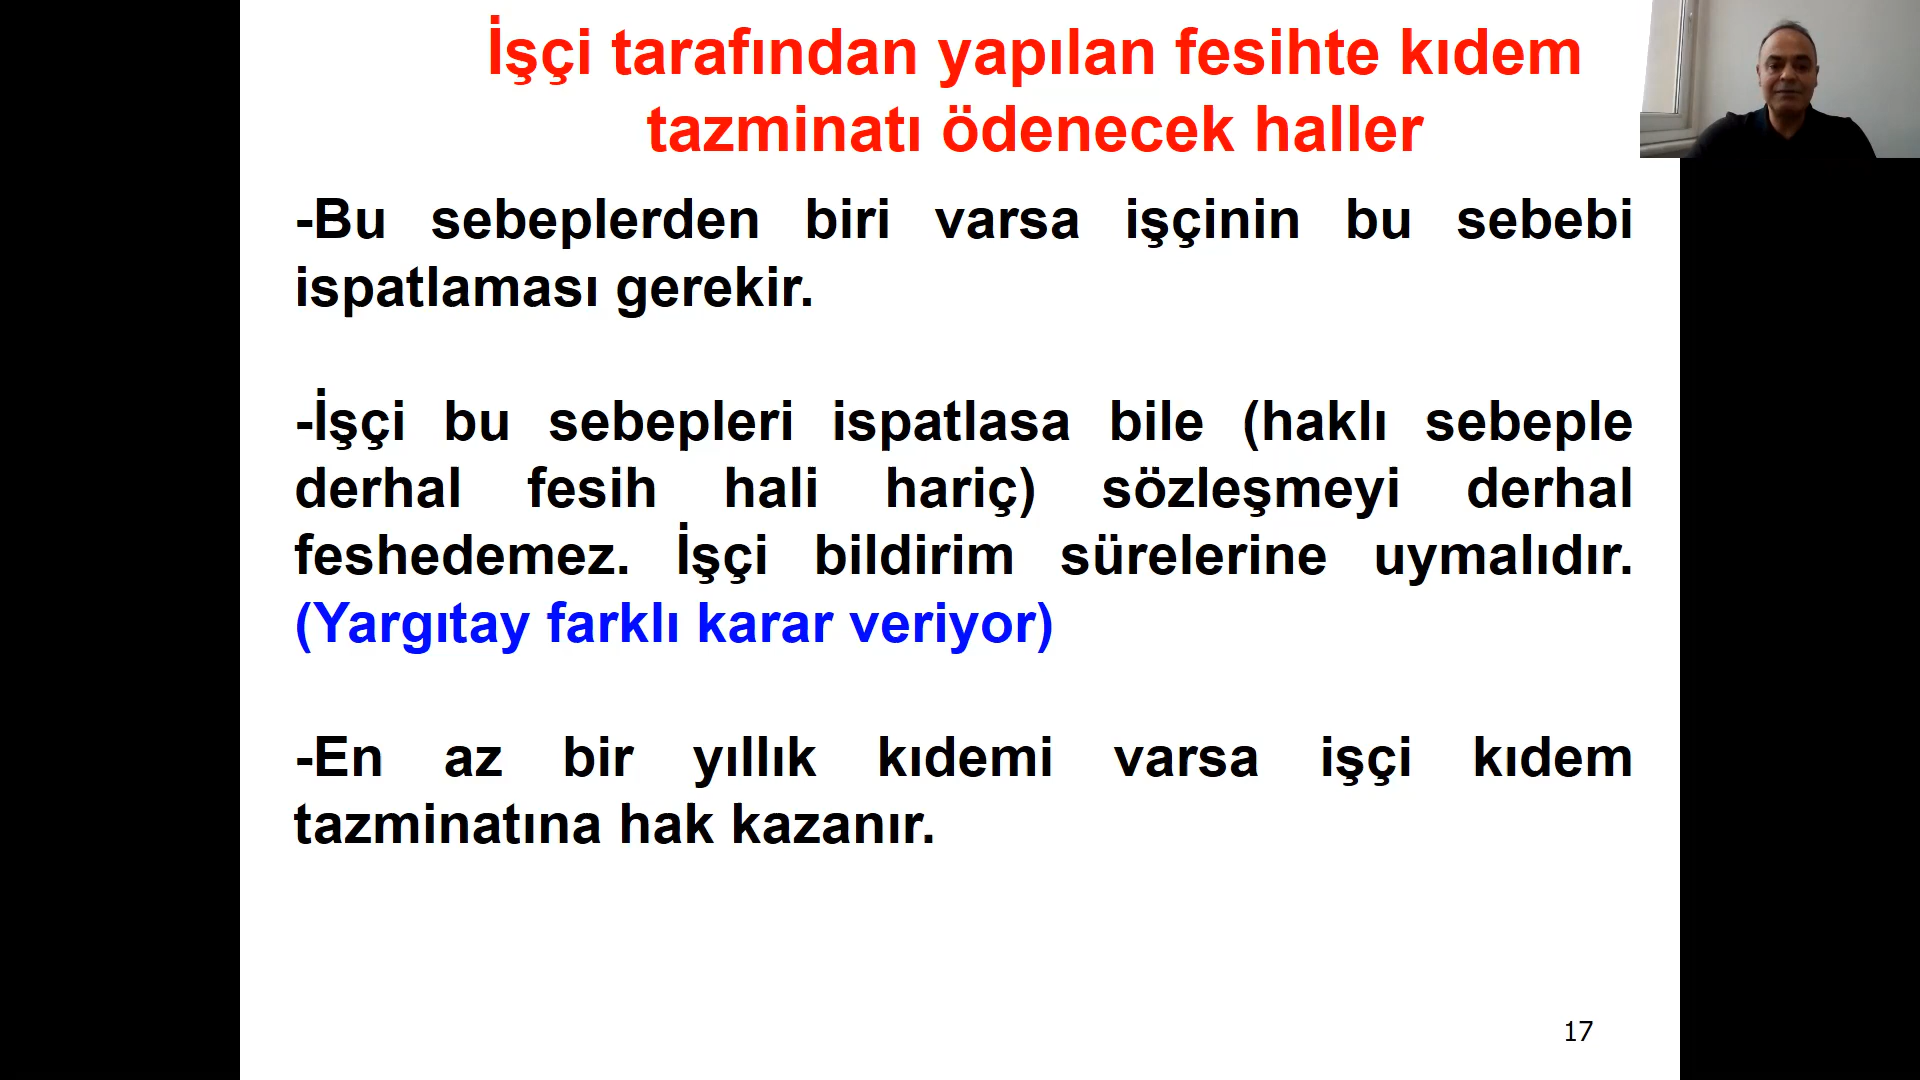 İşçi tarafından yapılan fesihte kıdem
tazminatı ödenecek haller
-Bu sebeplerden biri varsa işçinin bu sebebi
ispatlaması gerekir.
-İşçi bu sebepleri ispatlasa bile (haklı sebeple
derhal fesih hali hariç) sözleşmeyi derhal
feshedemez. İşçi bildirim sürelerine uymalıdır.
(Yargıtay farklı karar veriyor)
-En az bir yıllık kıdemi varsa işçi kıdem
tazminatına hak kazanır.
17